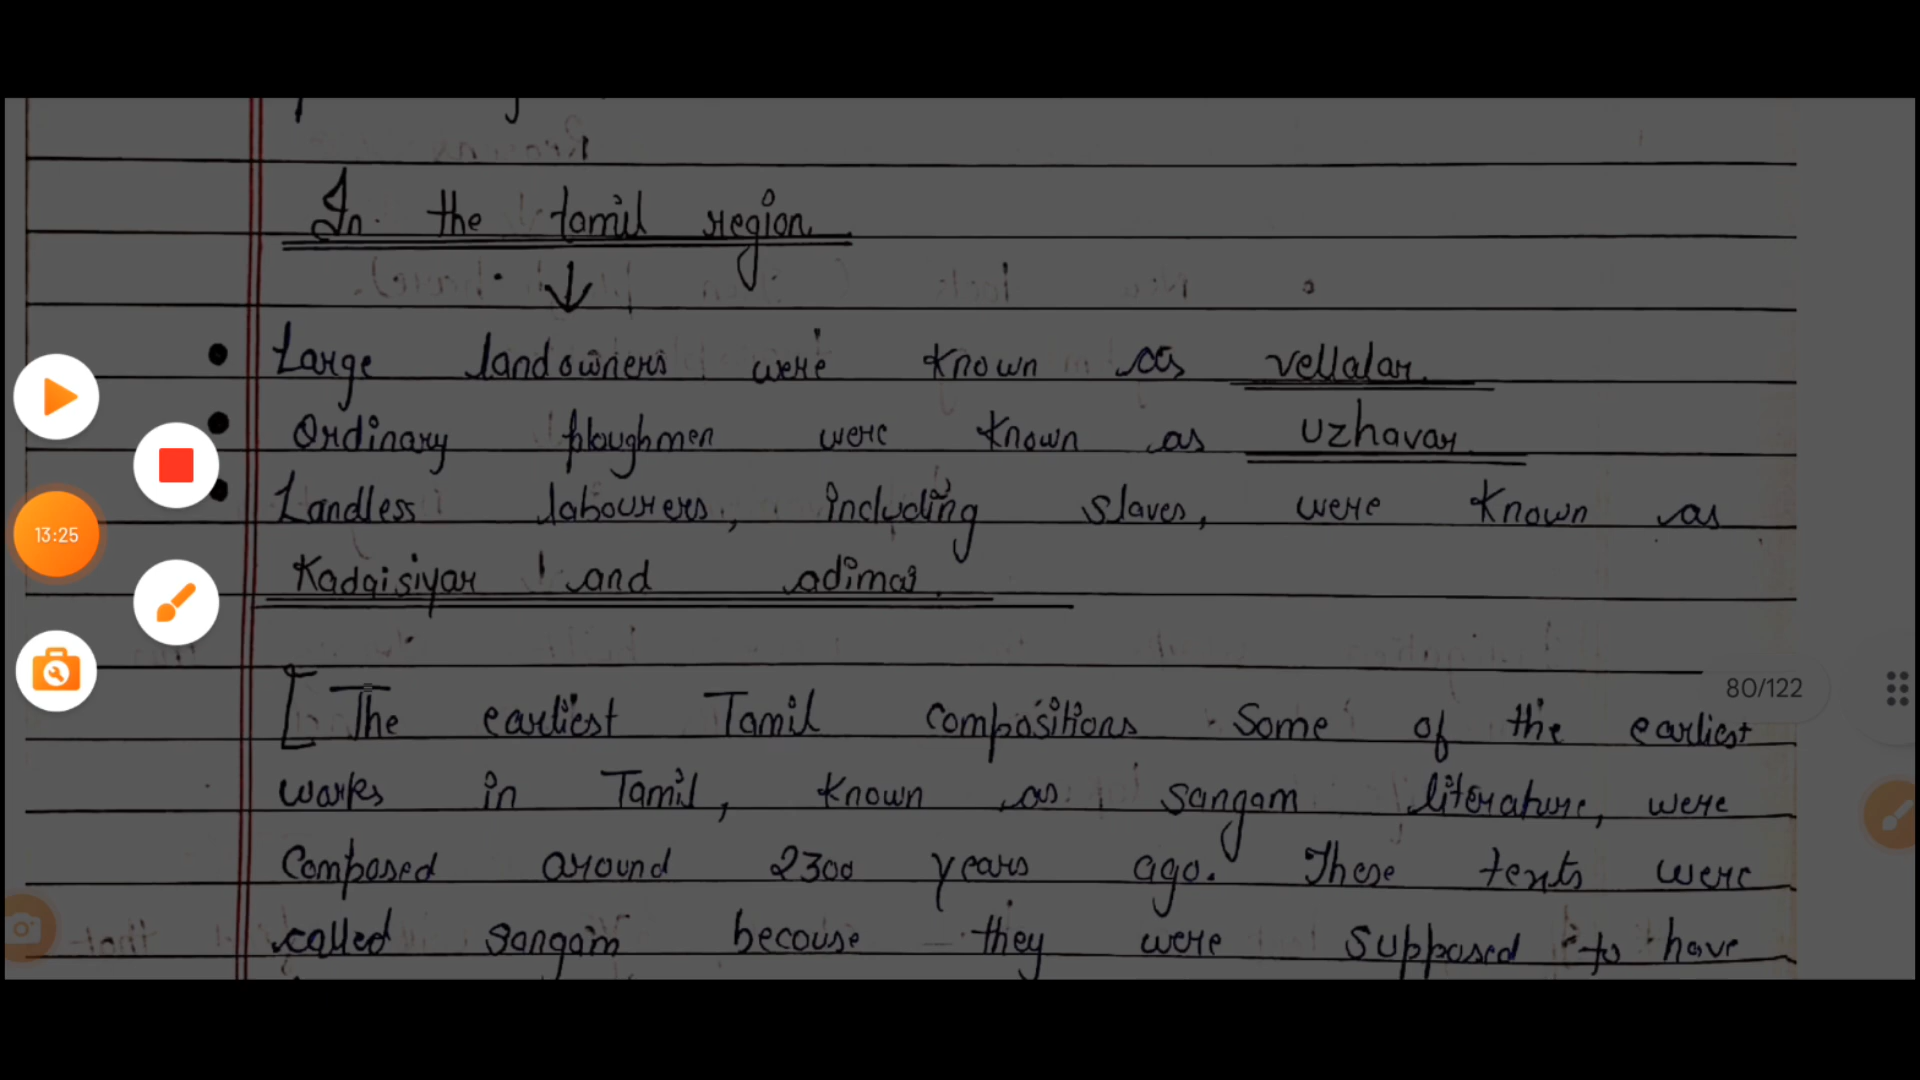 In the tamil region.
Large landowners were known as vellalar.
Ordinary ploughmen were known as uzhavar.
Landless labourers, including slaves, were known as
Kadaisiyar and adimai.
[The earliest Tamil compositions Some of the earliest
works in Tamil, known as sangam literature, were
Composed around 2300 years ago. These texts were
called sangam because they were supposed to have
13:25
80/122